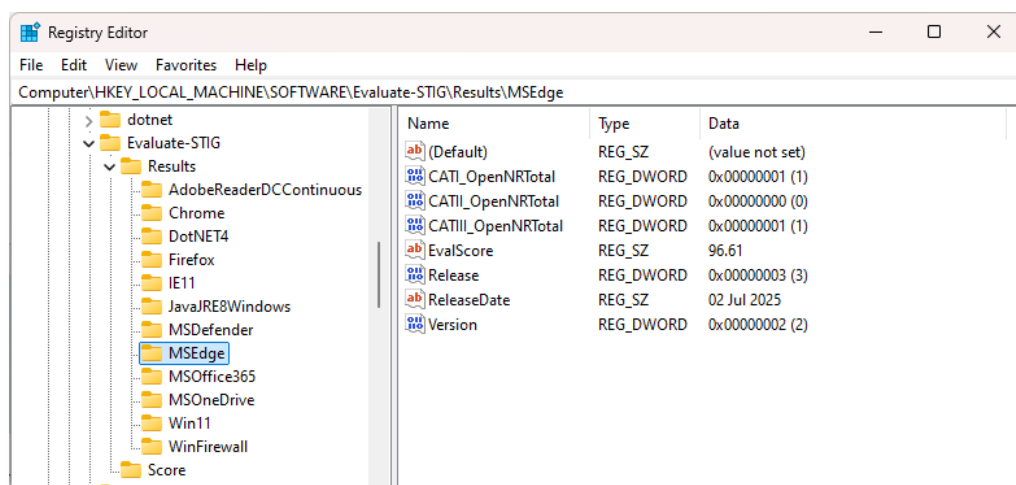 Registry Editor
File Edit View Favorites Help
Computer\HKEY_LOCAL_MACHINE\SOFTWARE\Evaluate-STIG\Results\MSEdge
dotnet
Evaluate-STIG
Results
AdobeReaderDCContinuous
Chrome
DotNET4
Firefox
IE11
JavaJRE8Windows
MSDefender
MSEdge
MSOffice365
MSOneDrive
Win11
WinFirewall
Score
Name Type Data
(Default) REG_SZ (value not set)
CATI_OpenNRTotal REG_DWORD 0x00000001 (1)
CATII_OpenNRTotal REG_DWORD 0x00000000 (0)
CATIII_OpenNRTotal REG_DWORD 0x00000001 (1)
EvalScore REG_SZ 96.61
Release REG_DWORD 0x00000003 (3)
ReleaseDate REG_SZ 02 Jul 2025
Version REG_DWORD 0x00000002 (2)